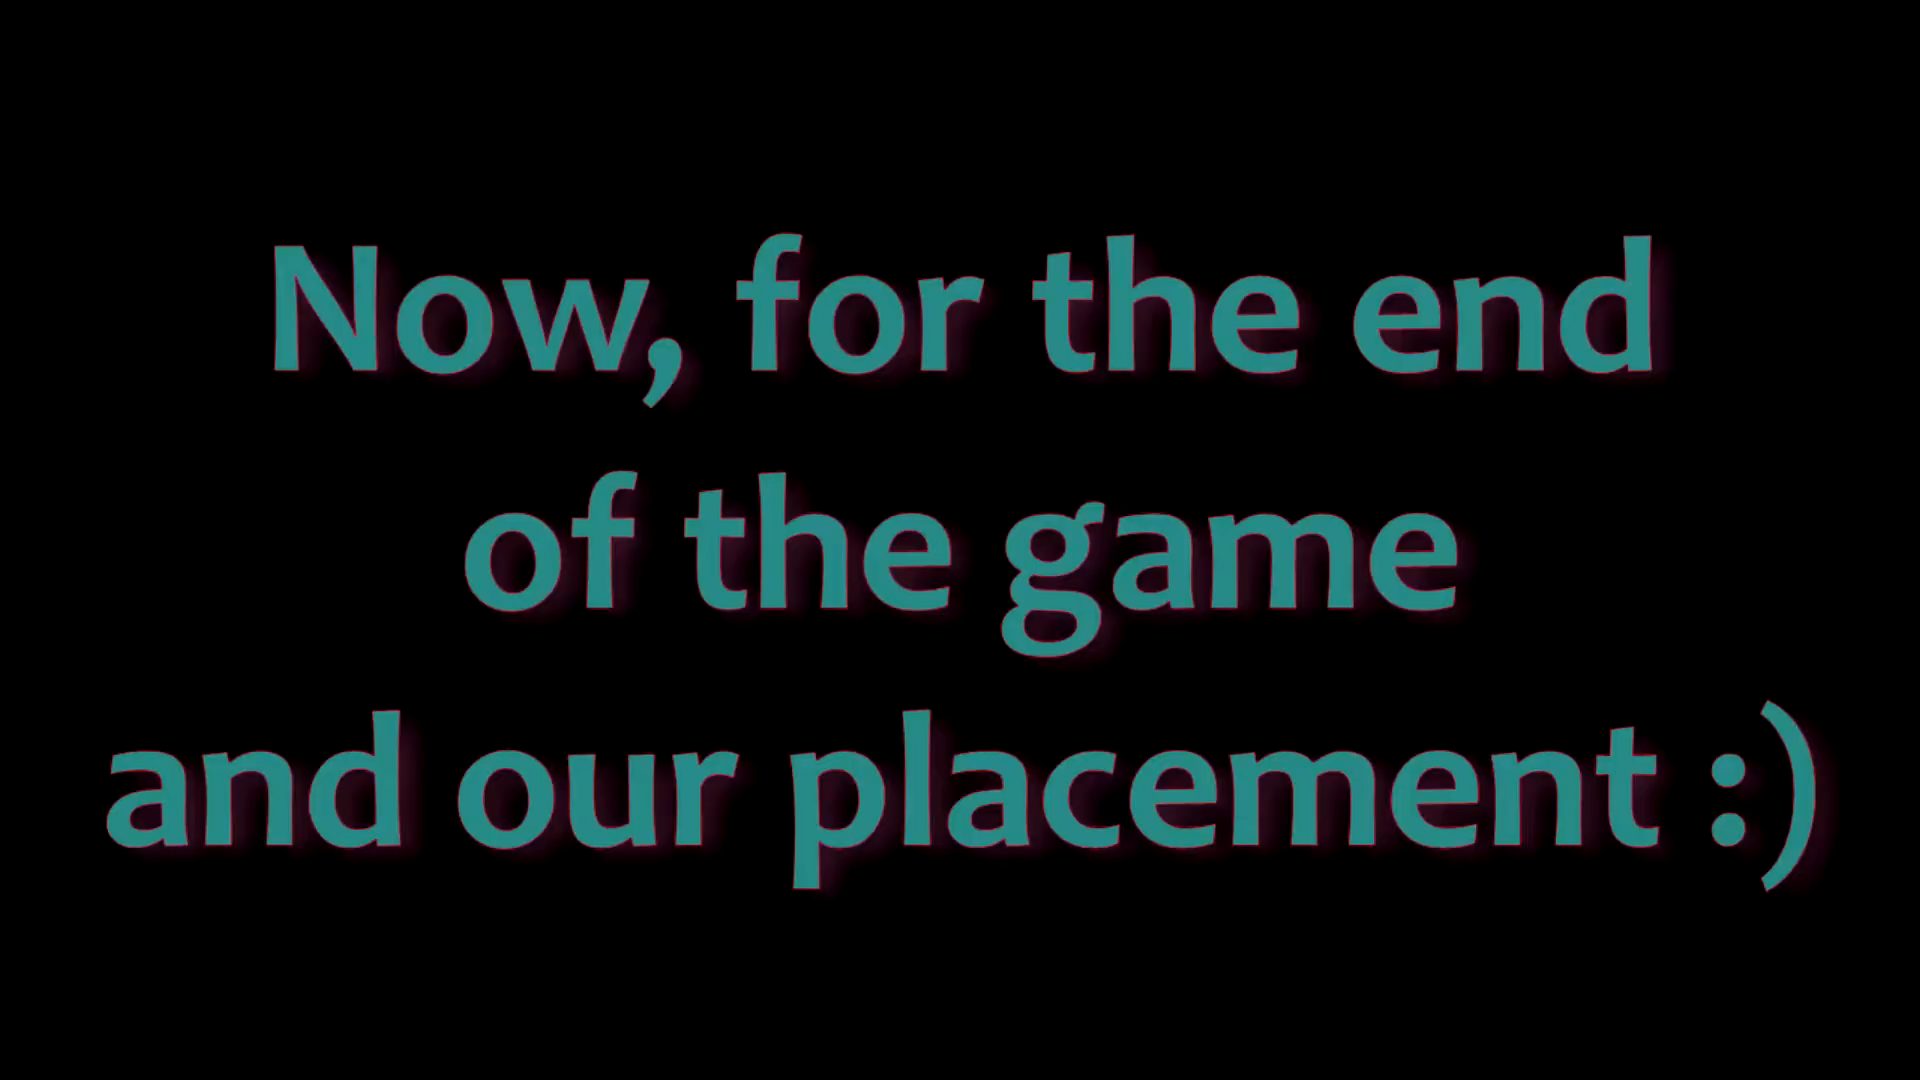 Now, for the end
of the game
and our placement :)